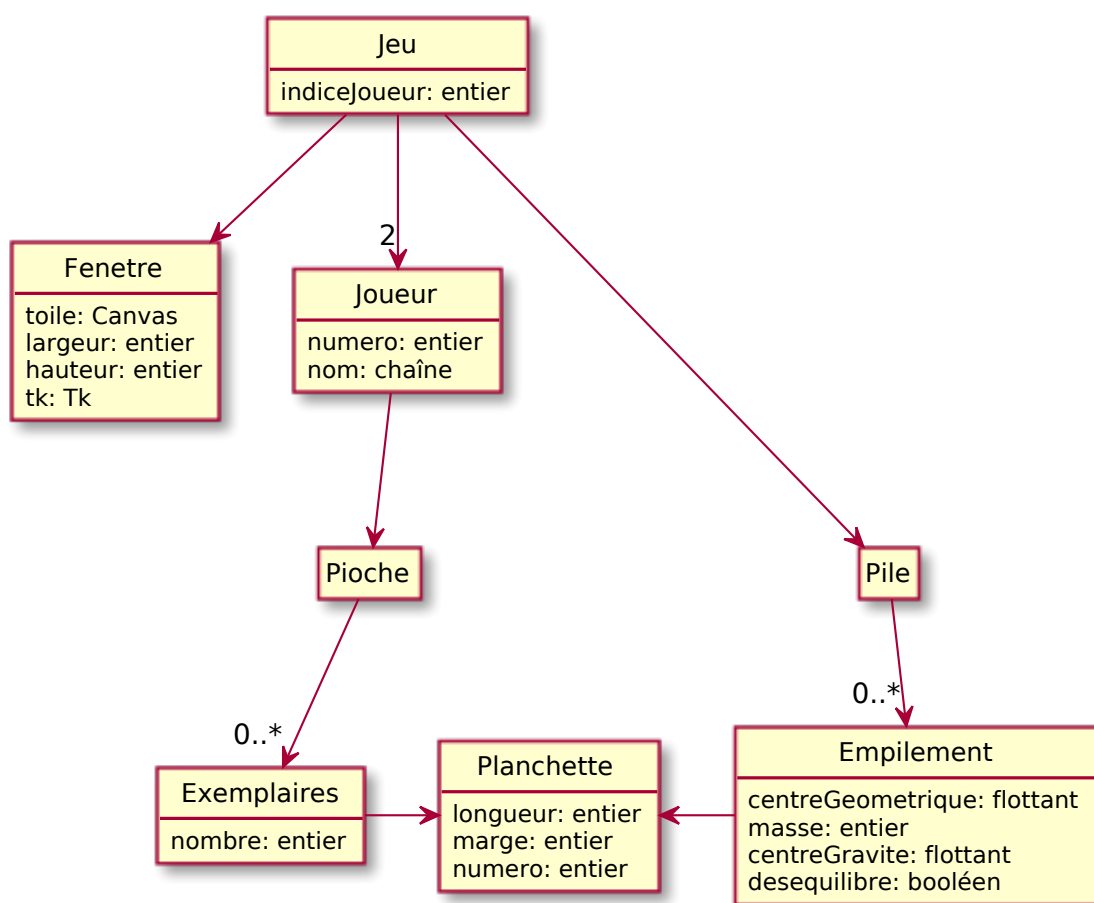 Jeu
indiceJoueur: entier
Fenetre
toile: Canvas
largeur: entier
hauteur: entier
tk: Tk
2
Joueur
numero: entier
nom: chaîne
Pioche
Pile
0..*
0..*
Exemplaires
nombre: entier
Planchette
longueur: entier
marge: entier
numero: entier
Empilement
centreGeometrique: flottant
masse: entier
centreGravite: flottant
desequilibre: booléen